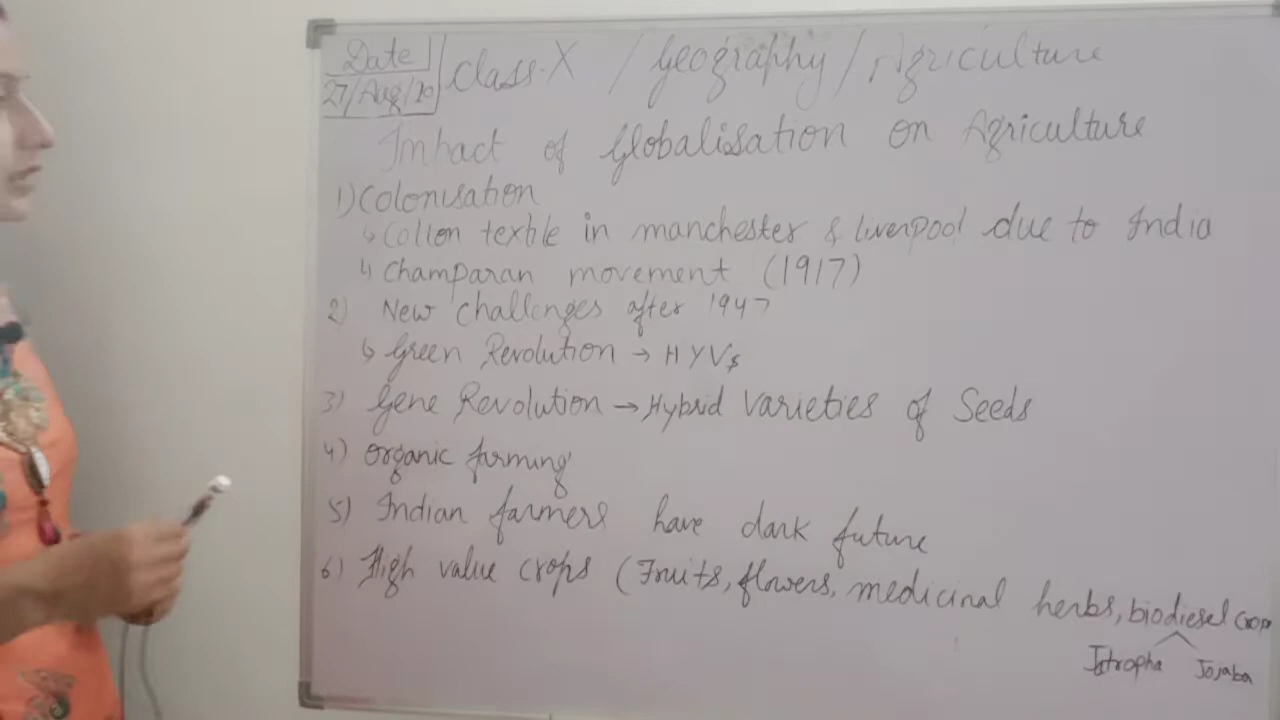 Date
27/Aug/20
Class-X / Geography / Agriculture
Impact of Globalisation on Agriculture
1) Colonisation
↳ Cotton textile in manchester & liverpool due to India
↳ Champaran movement (1917)
2) New challenges after 1947
↳ Green Revolution → HYVs
3) Gene Revolution → Hybrid varieties of Seeds
4) organic farming
5) Indian farmers have dark future
6) High value crops (Fruits, flowers, medicinal herbs, biodiesel crop
Jatropha Jojaba